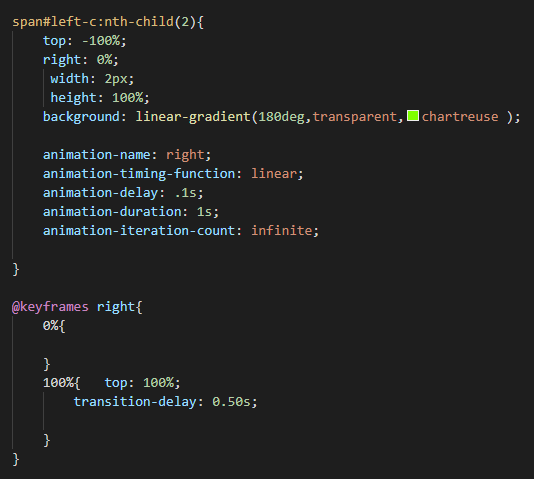 span#left-c:nth-child(2){
    top: -100%;
    right: 0%;
     width: 2px;
     height: 100%;
    background: linear-gradient(180deg,transparent,chartreuse );
    animation-name: right;
    animation-timing-function: linear;
    animation-delay: .1s;
    animation-duration: 1s;
    animation-iteration-count: infinite;
}
@keyframes right{
    0%{
    }
    100%{   top: 100%;
        transition-delay: 0.50s;
    }
}